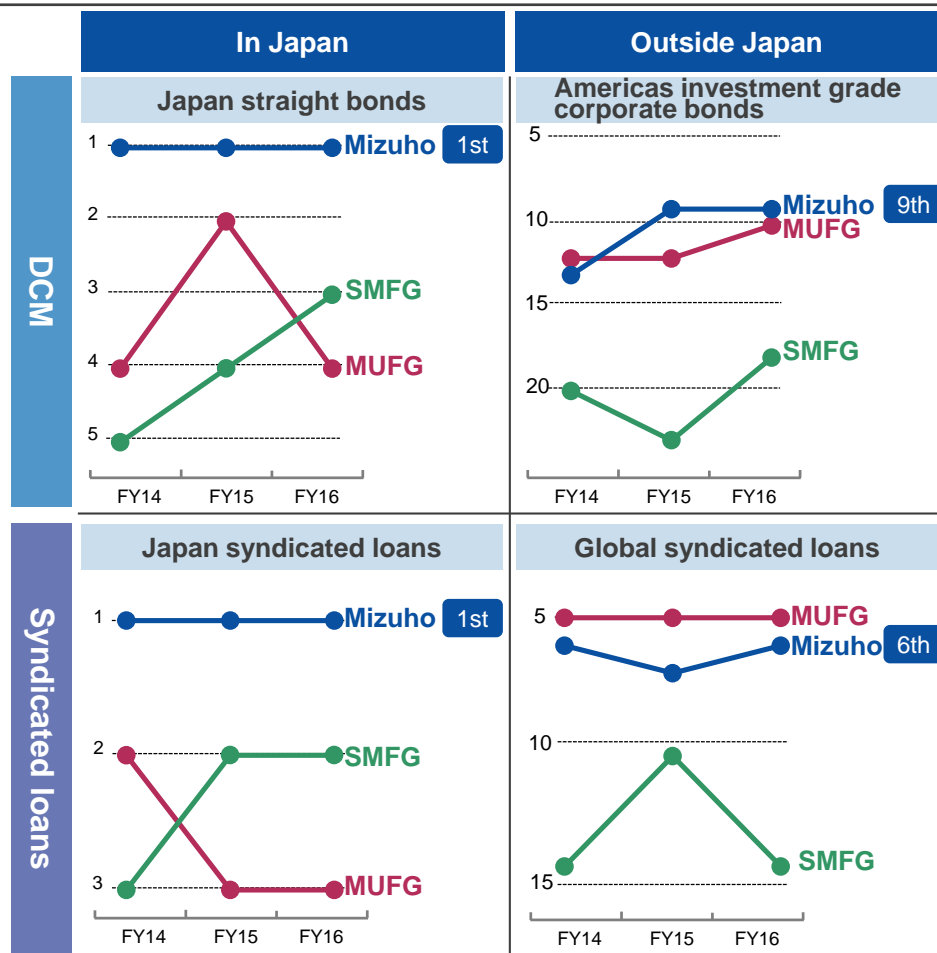 In Japan
Outside Japan
DCM
Japan straight bonds
1
2
3
4
5
Mizuho 1st
SMFG
MUFG
FY14 FY15 FY16
Americas investment grade
corporate bonds
5
10
15
20
Mizuho 9th
MUFG
SMFG
FY14 FY15 FY16
Syndicated loans
Japan syndicated loans
1
2
3
Mizuho 1st
SMFG
MUFG
FY14 FY15 FY16
Global syndicated loans
5
10
15
MUFG
Mizuho 6th
SMFG
FY14 FY15 FY16